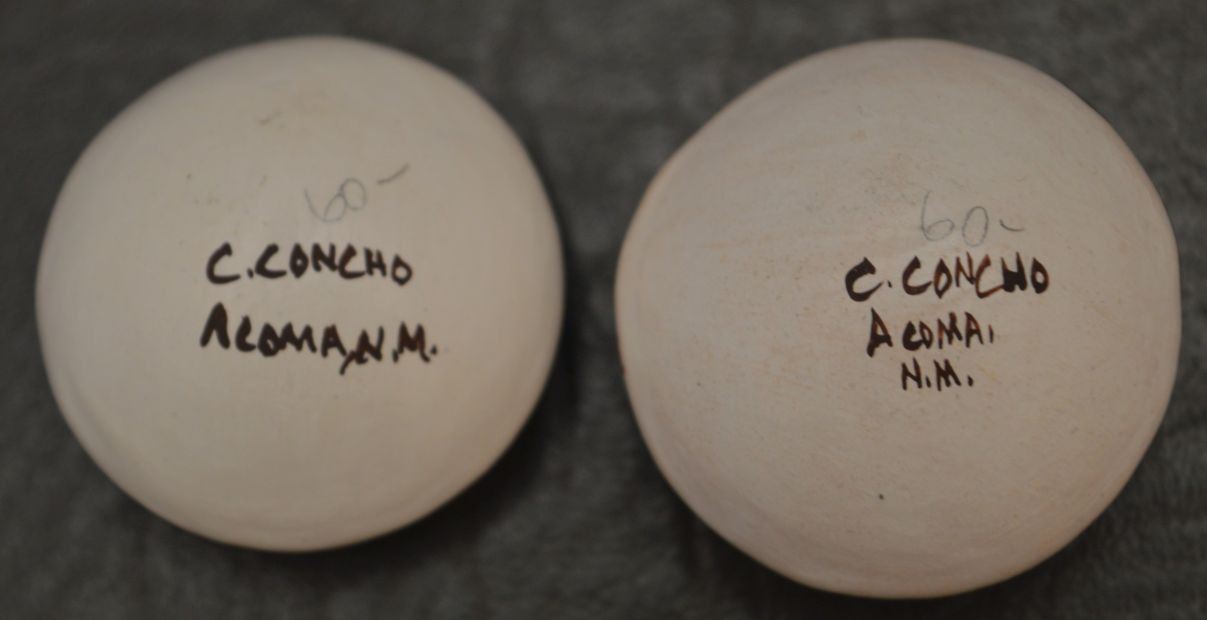 60-
C. CONCHO
ACOMA, N.M.
60-
C. CONCHO
ACOMA.
N.M.